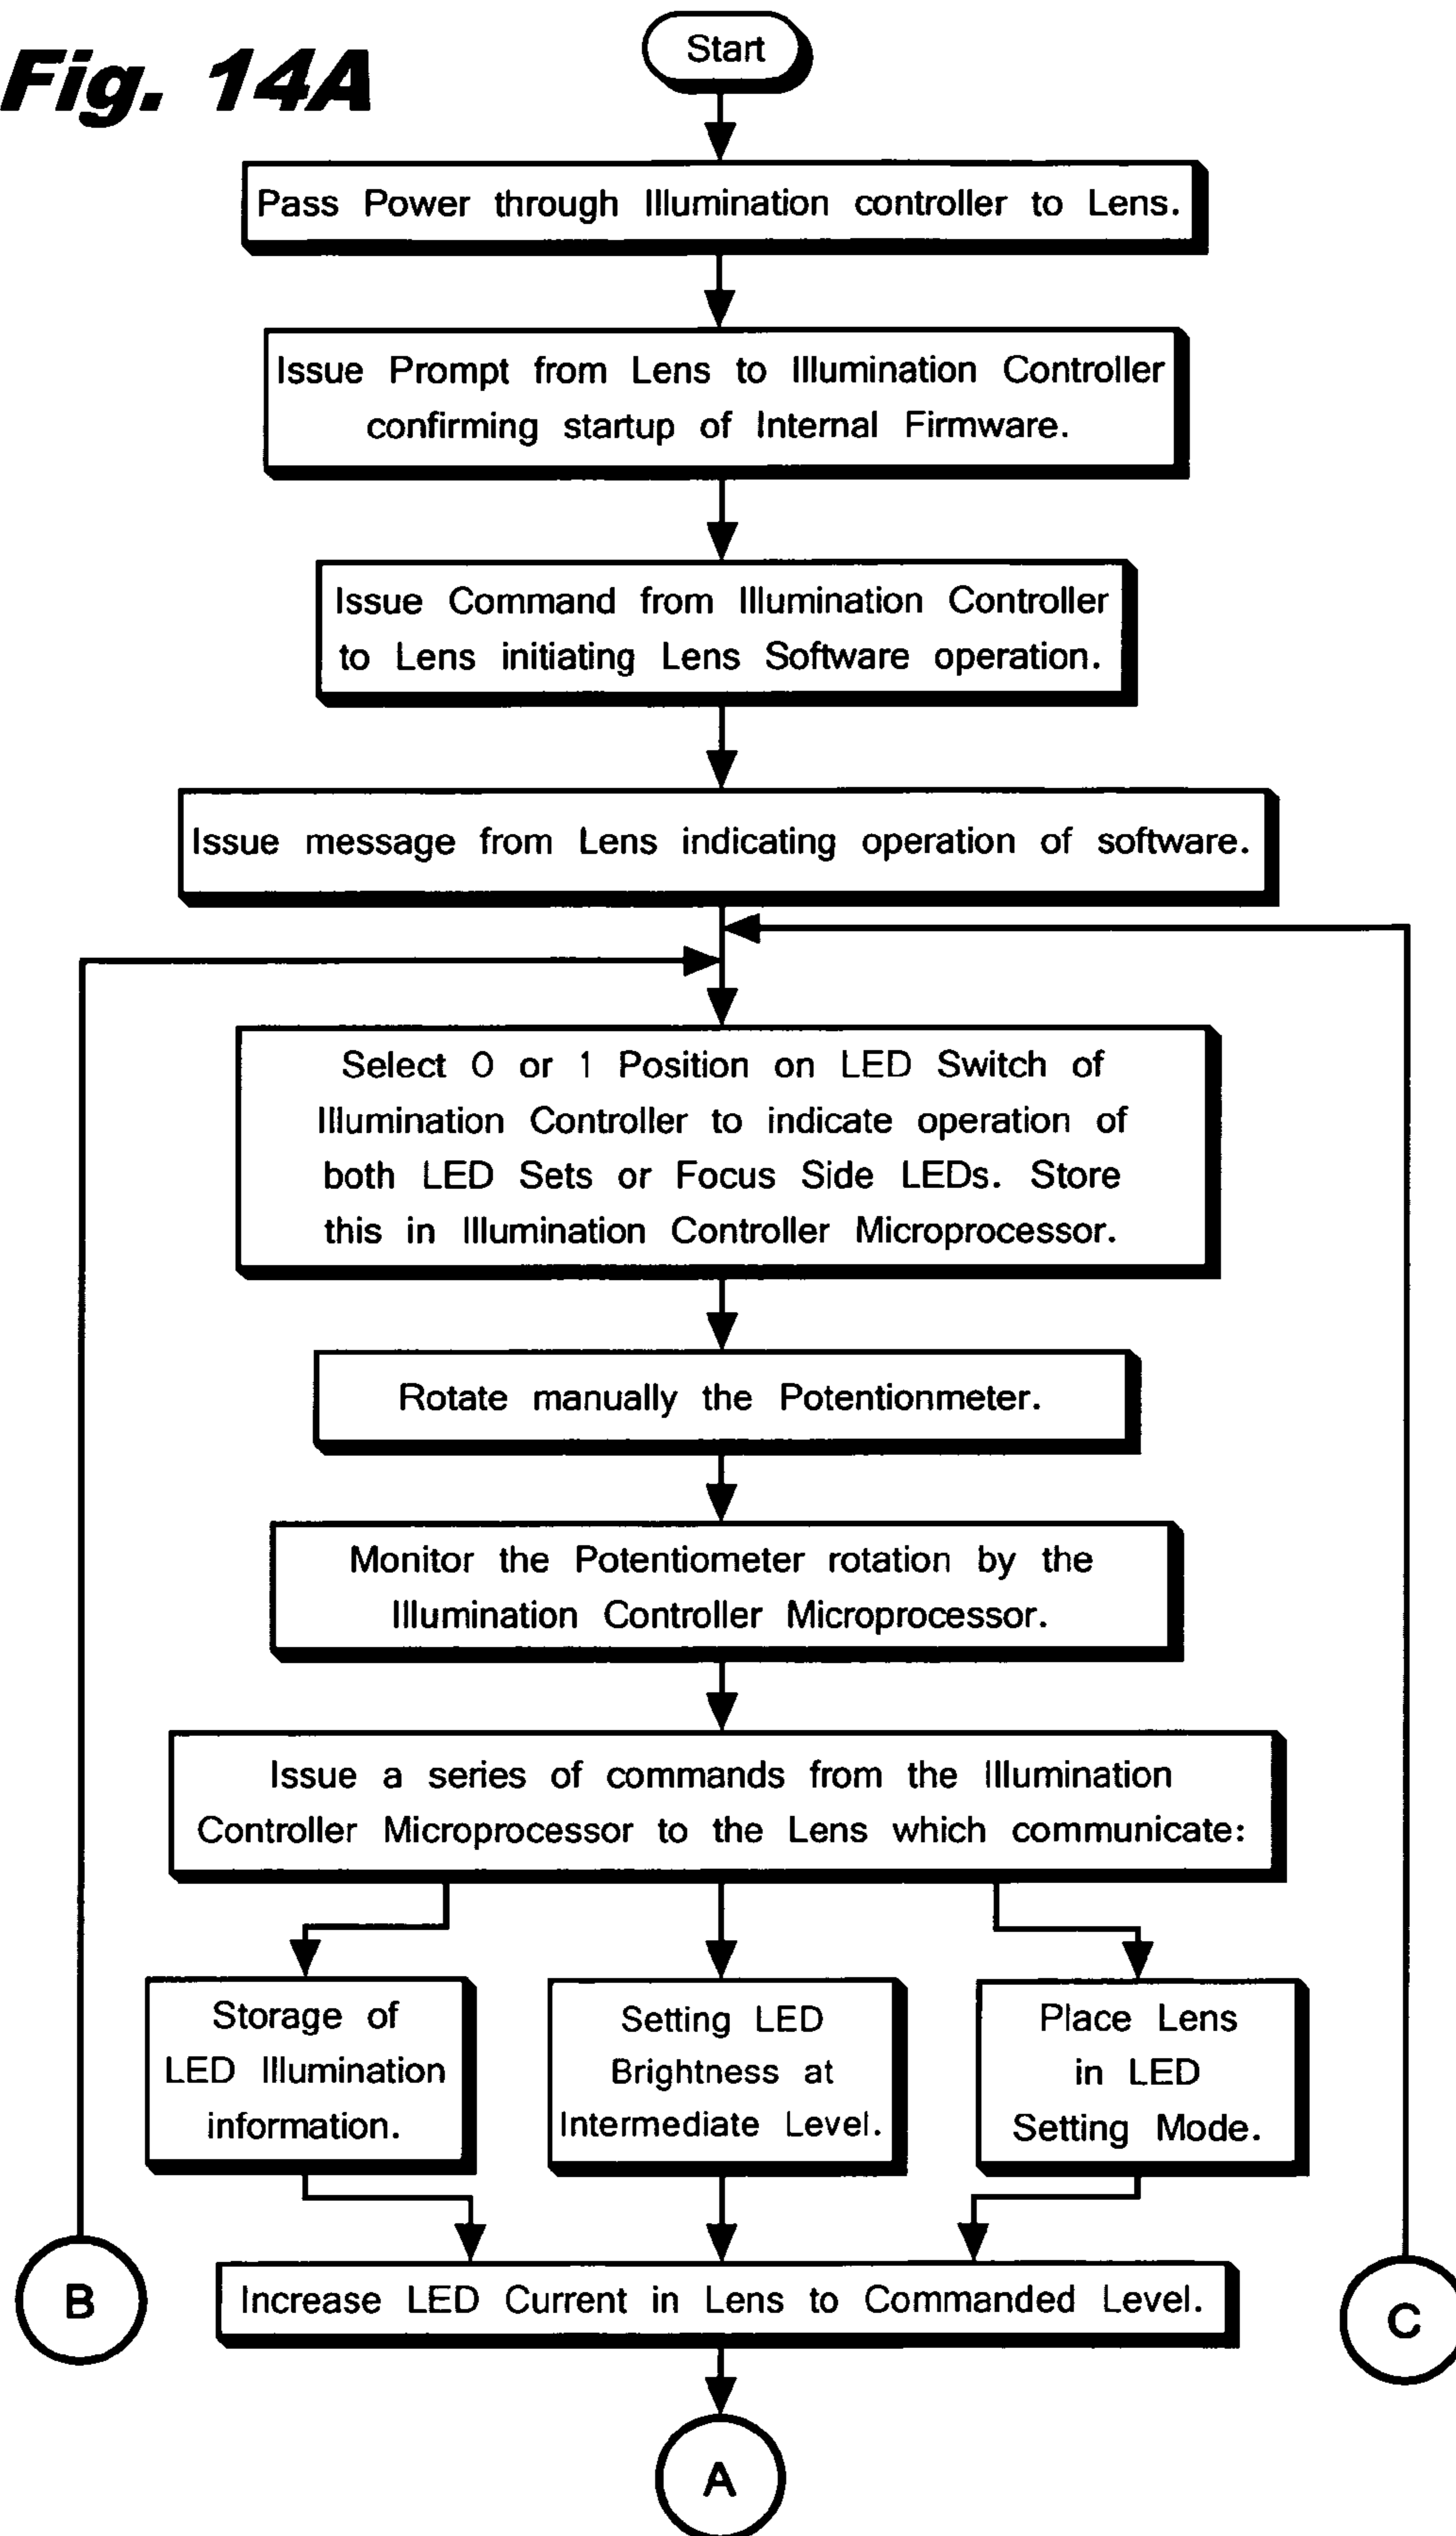 Fig. 14A
Start
Pass Power through Illumination controller to Lens.
Issue Prompt from Lens to Illumination Controller
confirming startup of Internal Firmware.
Issue Command from Illumination Controller
to Lens initiating Lens Software operation.
Issue message from Lens indicating operation of software.
Select 0 or 1 Position on LED Switch of
Illumination Controller to indicate operation of
both LED Sets or Focus Side LEDs. Store
this in Illumination Controller Microprocessor.
Rotate manually the Potentionmeter.
Monitor the Potentiometer rotation by the
Illumination Controller Microprocessor.
Issue a series of commands from the Illumination
Controller Microprocessor to the Lens which communicate:
Storage of
LED Illumination
information.
Setting LED
Brightness at
Intermediate Level.
Place Lens
in LED
Setting Mode.
B
Increase LED Current in Lens to Commanded Level.
C
A